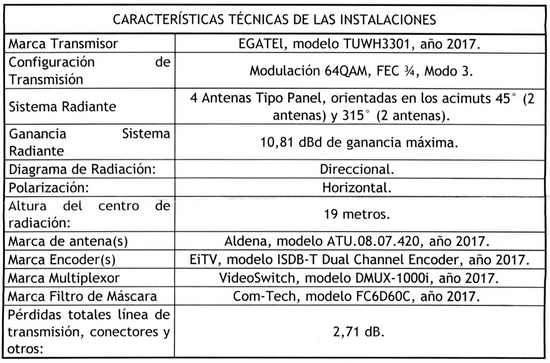 CARACTERÍSTICAS TÉCNICAS DE LAS INSTALACIONES
Marca Transmisor
EGATEl, modelo TUWH3301, año 2017.
Configuración de
Transmisión
Modulación 64QAM, FEC ¾, Modo 3.
Sistema Radiante
4 Antenas Tipo Panel, orientadas en los acimuts 45° (2
antenas) y 315° (2 antenas).
Ganancia Sistema
Radiante
10,81 dBd de ganancia máxima.
Diagrama de Radiación:
Direccional.
Polarización:
Horizontal.
Altura del centro de
radiación:
19 metros.
Marca de antena(s)
Aldena, modelo ATU.08.07.420, año 2017.
Marca Encoder(s)
EiTV, modelo ISDB-T Dual Channel Encoder, año 2017.
Marca Multiplexor
VideoSwitch, modelo DMUX-1000i, año 2017.
Marca Filtro de Máscara
Com-Tech, modelo FC6D60C, año 2017.
Pérdidas totales línea de
transmisión, conectores y
otros:
2,71 dB.